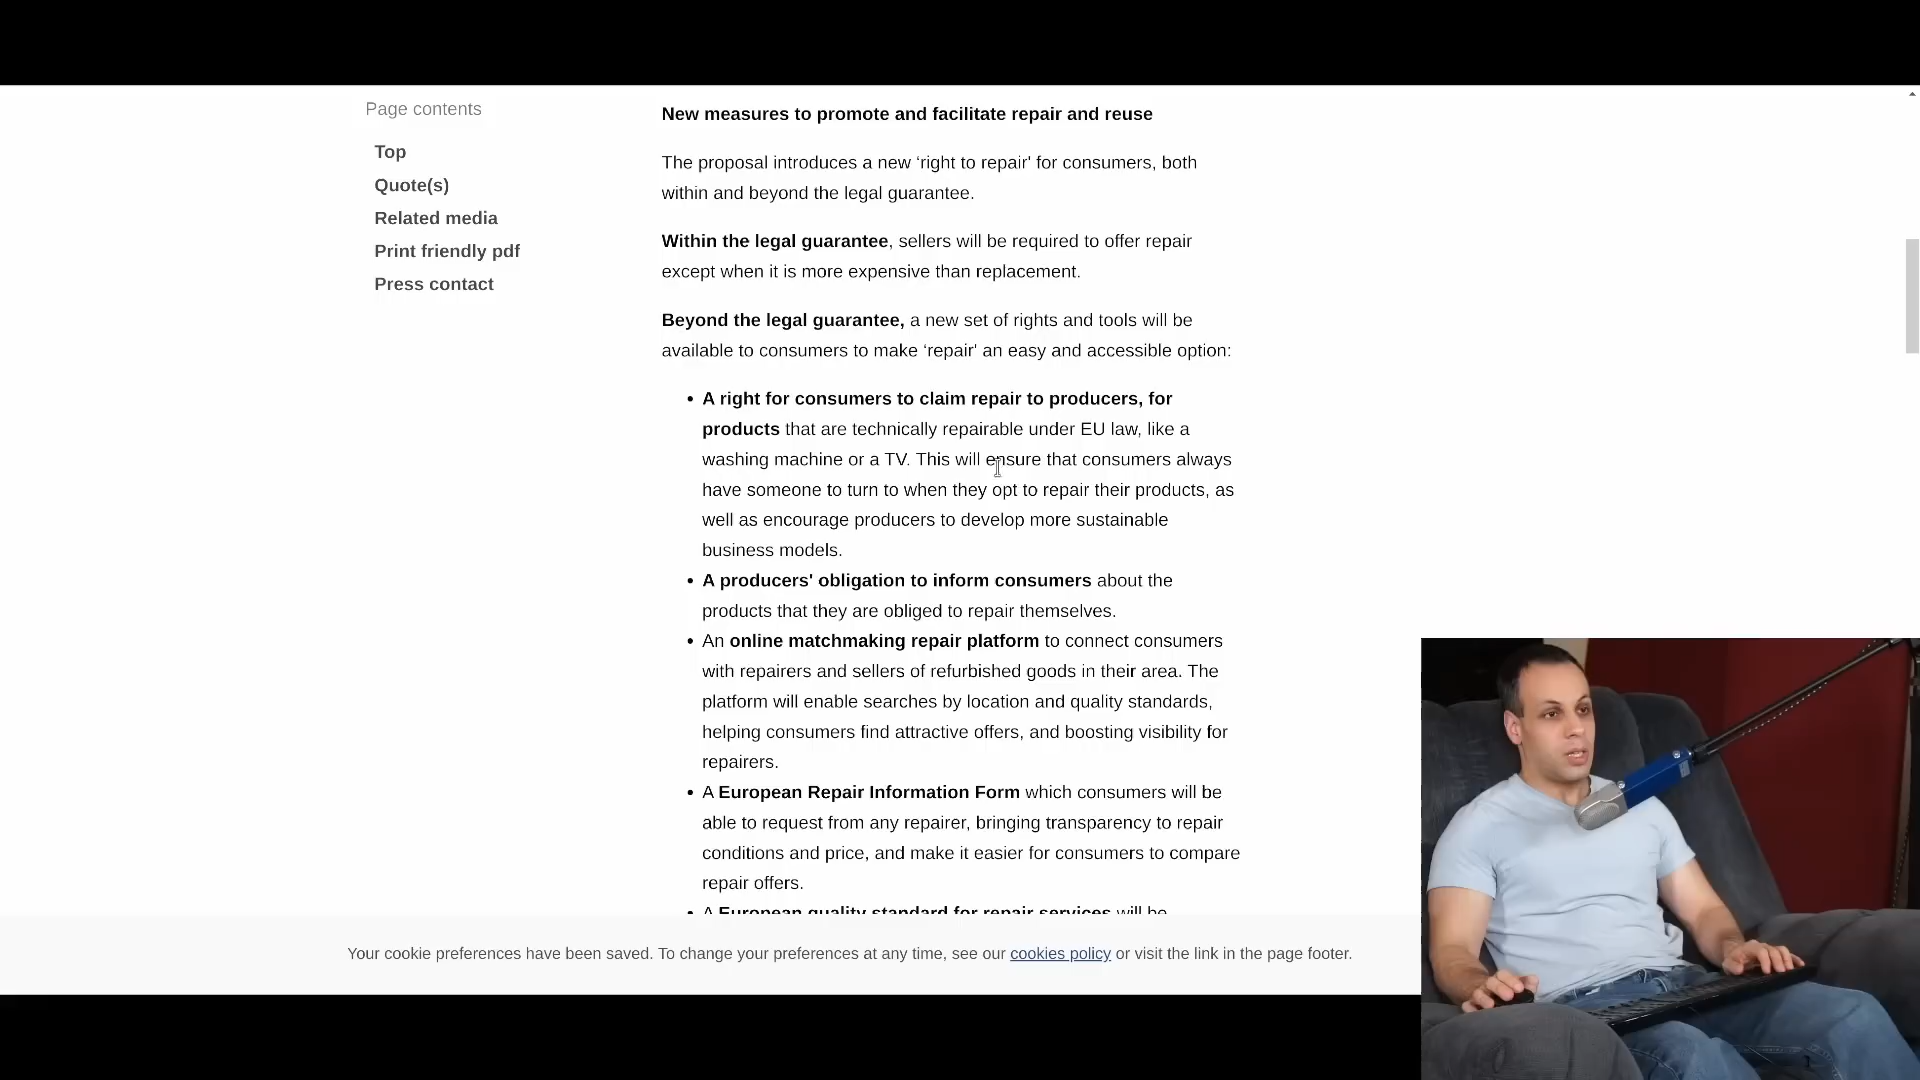 Page contents
Top
Quote(s)
Related media
Print friendly pdf
Press contact
New measures to promote and facilitate repair and reuse
The proposal introduces a new ‘right to repair' for consumers, both
within and beyond the legal guarantee.
Within the legal guarantee, sellers will be required to offer repair
except when it is more expensive than replacement.
Beyond the legal guarantee, a new set of rights and tools will be
available to consumers to make ‘repair' an easy and accessible option:
• A right for consumers to claim repair to producers, for
products that are technically repairable under EU law, like a
washing machine or a TV. This will ensure that consumers always
have someone to turn to when they opt to repair their products, as
well as encourage producers to develop more sustainable
business models.
• A producers' obligation to inform consumers about the
products that they are obliged to repair themselves.
• An online matchmaking repair platform to connect consumers
with repairers and sellers of refurbished goods in their area. The
platform will enable searches by location and quality standards,
helping consumers find attractive offers, and boosting visibility for
repairers.
• A European Repair Information Form which consumers will be
able to request from any repairer, bringing transparency to repair
conditions and price, and make it easier for consumers to compare
repair offers.
• A European quality standard for repair services will be
Your cookie preferences have been saved. To change your preferences at any time, see our cookies policy or visit the link in the page footer.